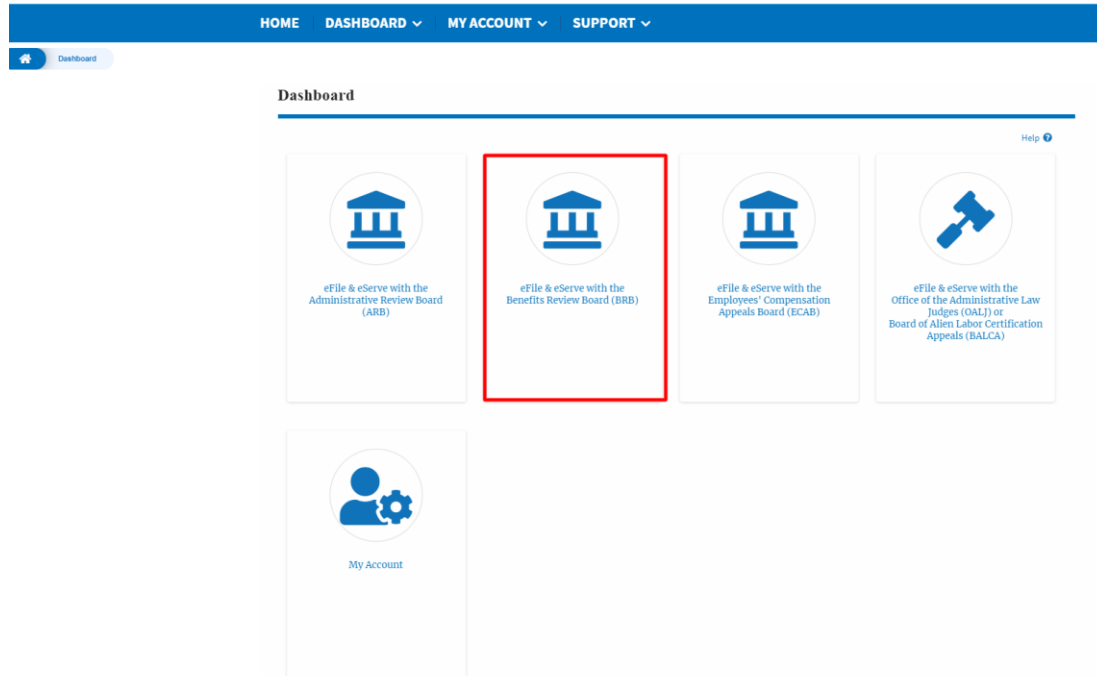 HOME DASHBOARD MY ACCOUNT SUPPORT
Dashboard
Dashboard
Help
eFile & eServe with the
Administrative Review Board
(ARB)
eFile & eServe with the
Benefits Review Board (BRB)
eFile & eServe with the
Employees' Compensation
Appeals Board (ECAB)
eFile & eServe with the
Office of the Administrative Law
Judges (OALJ) or
Board of Alien Labor Certification
Appeals (BALCA)
My Account